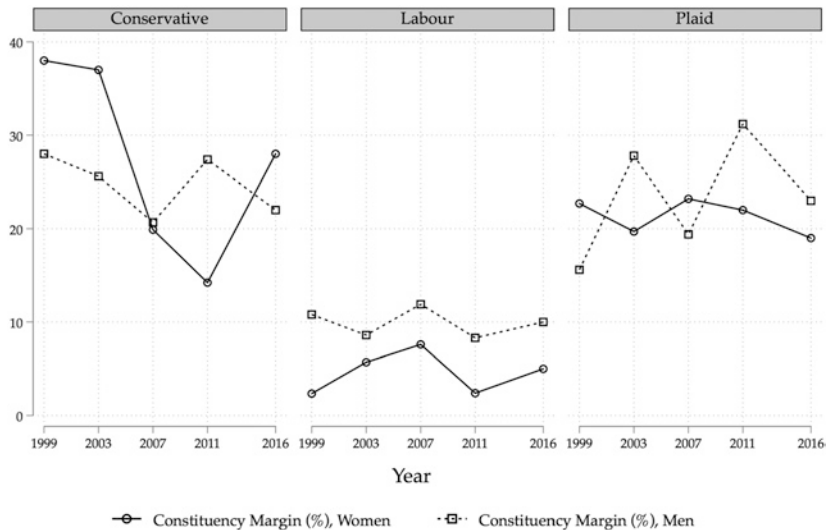 Conservative
Labour
Plaid
40
30
20
10
0
1999 2003 2007 2011 2016
1999 2003 2007 2011 2016
1999 2003 2007 2011 2016
Year
Constituency Margin (%), Women
Constituency Margin (%), Men